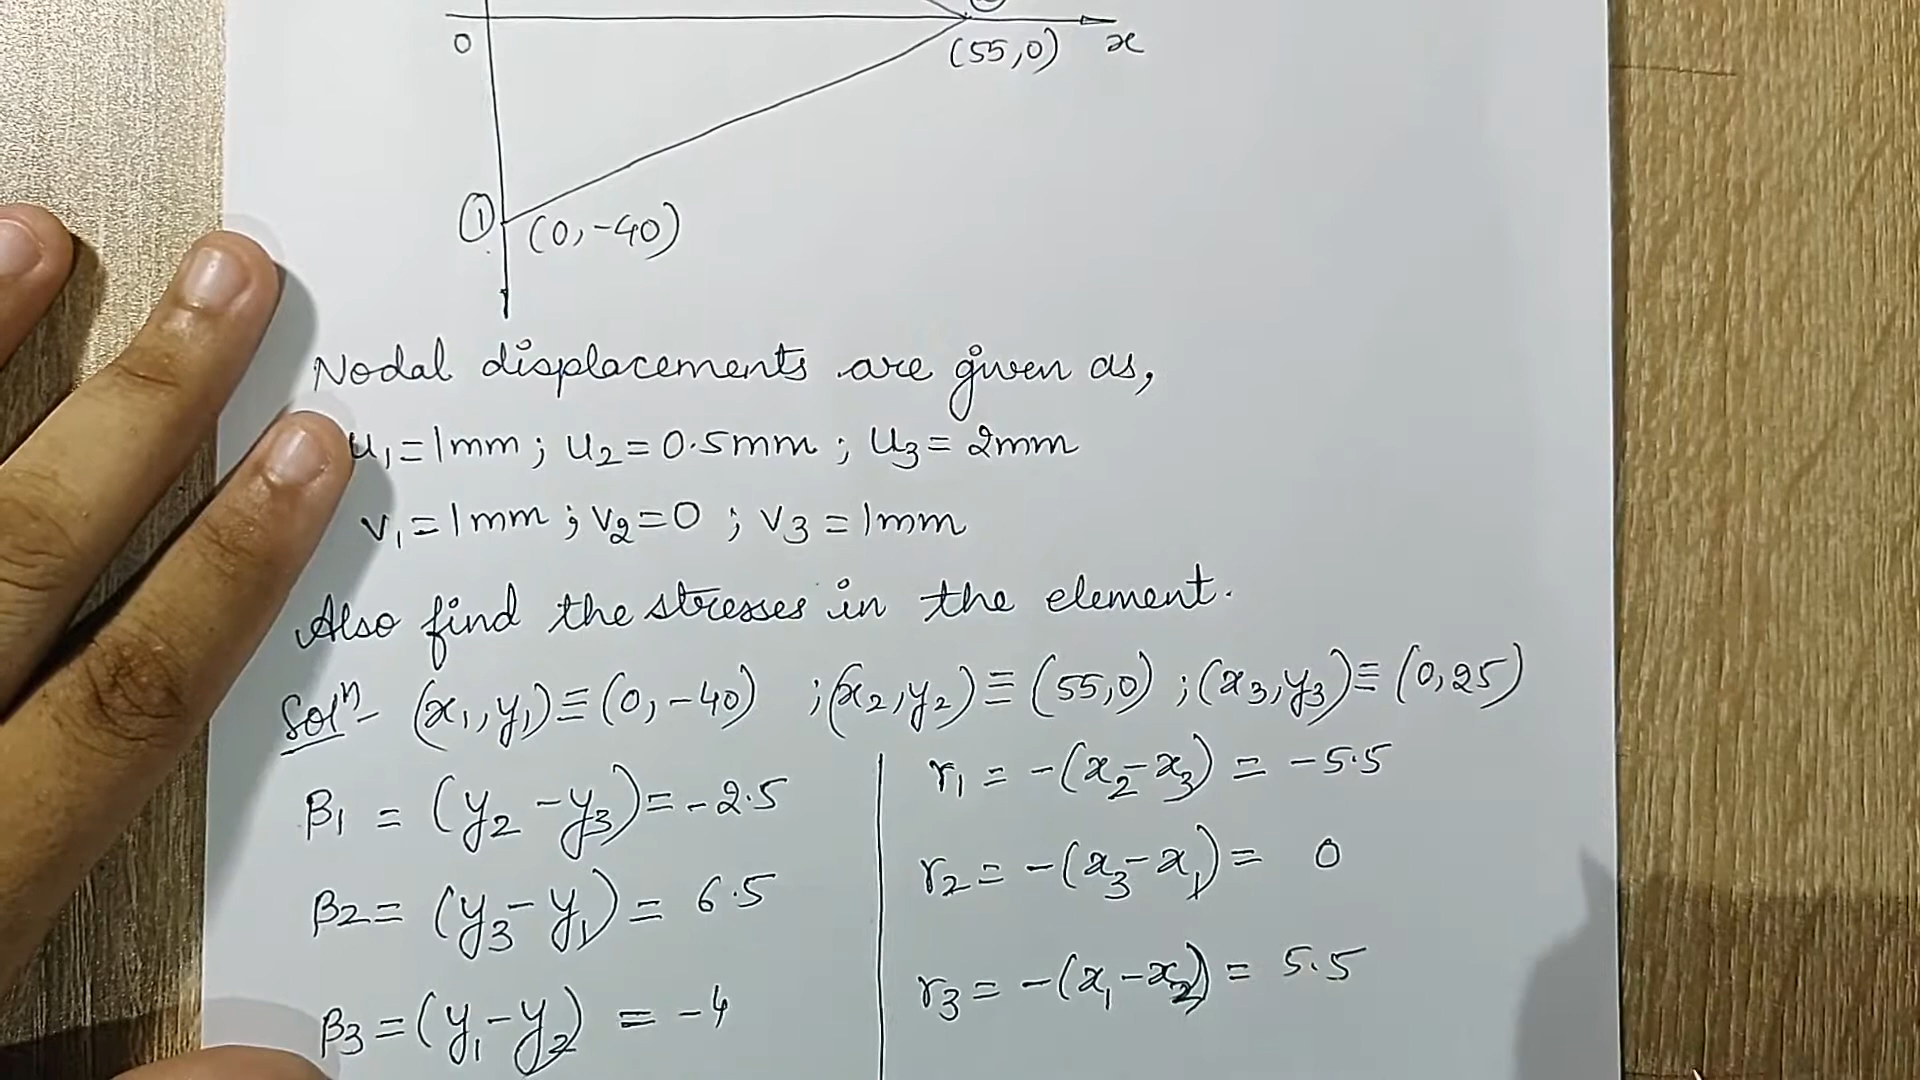 0
(55,0) x
① (0,-40)
Nodal displacements are given as,
u₁=1mm ; u₂=0.5mm ; u₃=2mm
v₁=1mm ; v₂=0 ; v₃=1mm
Also find the stresses in the element.
Solⁿ- (x₁,y₁)≡(0,-40) ; (x₂,y₂)≡(55,0) ; (x₃,y₃)≡(0,25)
β₁ = (y₂-y₃)=-2.5
β₂= (y₃-y₁)= 6.5
β₃=(y₁-y₂) = -4
r₁ = -(x₂-x₃) = -5.5
r₂= -(x₃-x₁)= 0
r₃= -(x₁-x₂)= 5.5